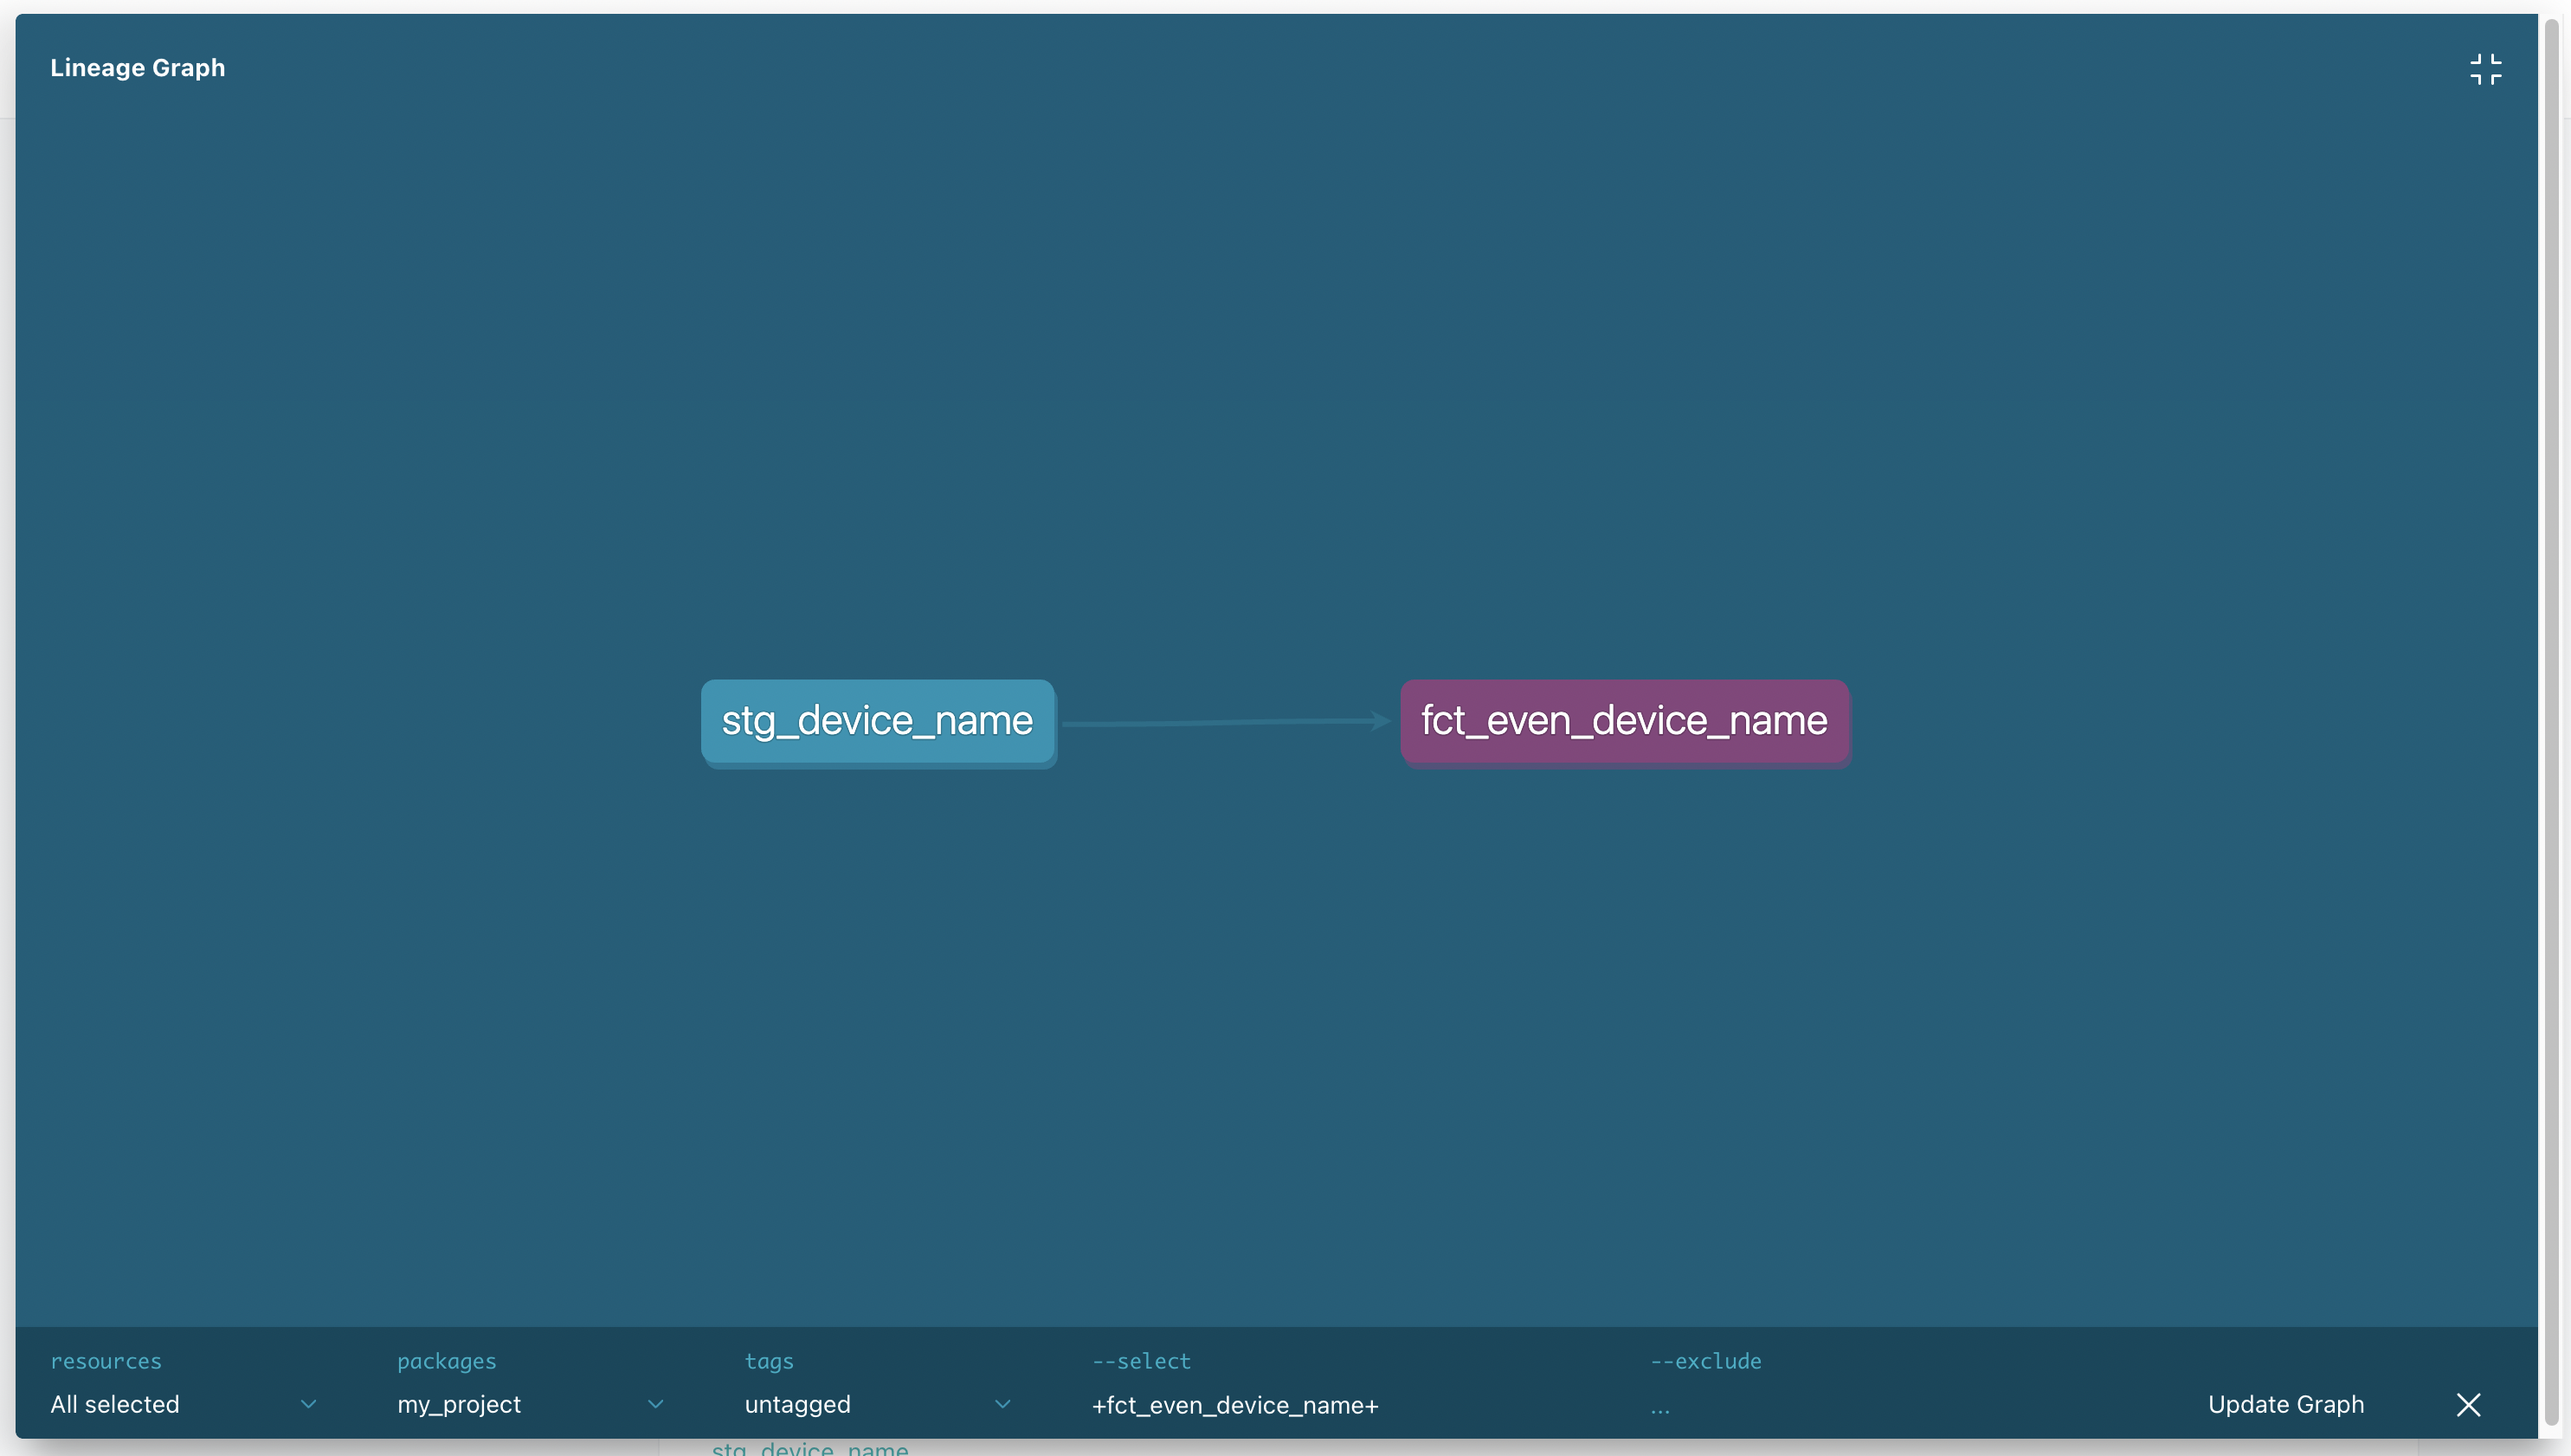 Lineage Graph
stg_device_name
fct_even_device_name
resources
packages
tags
--select
--exclude
All selected
my_project
untagged
+fct_even_device_name+
...
Update Graph
stg_device_name